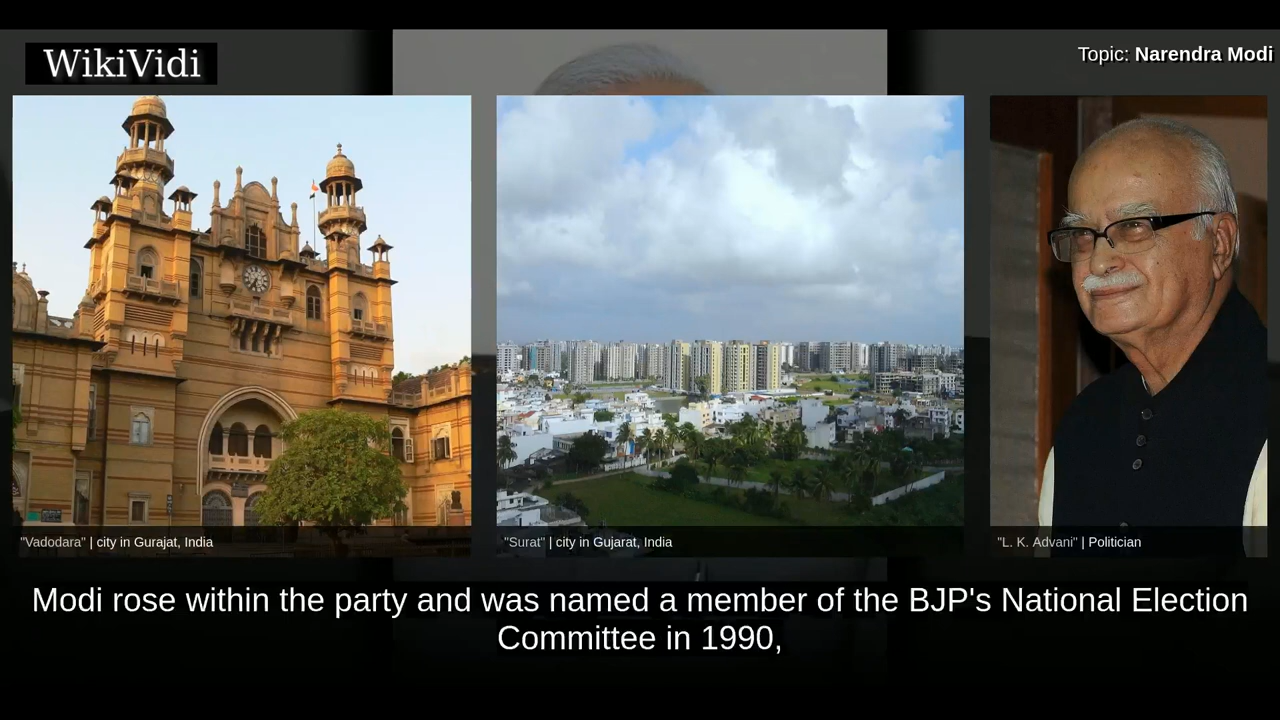 WikiVidi
Topic: Narendra Modi
"Vadodara" | city in Gurajat, India
"Surat" | city in Gujarat, India
"L. K. Advani" | Politician
Modi rose within the party and was named a member of the BJP's National Election
Committee in 1990,